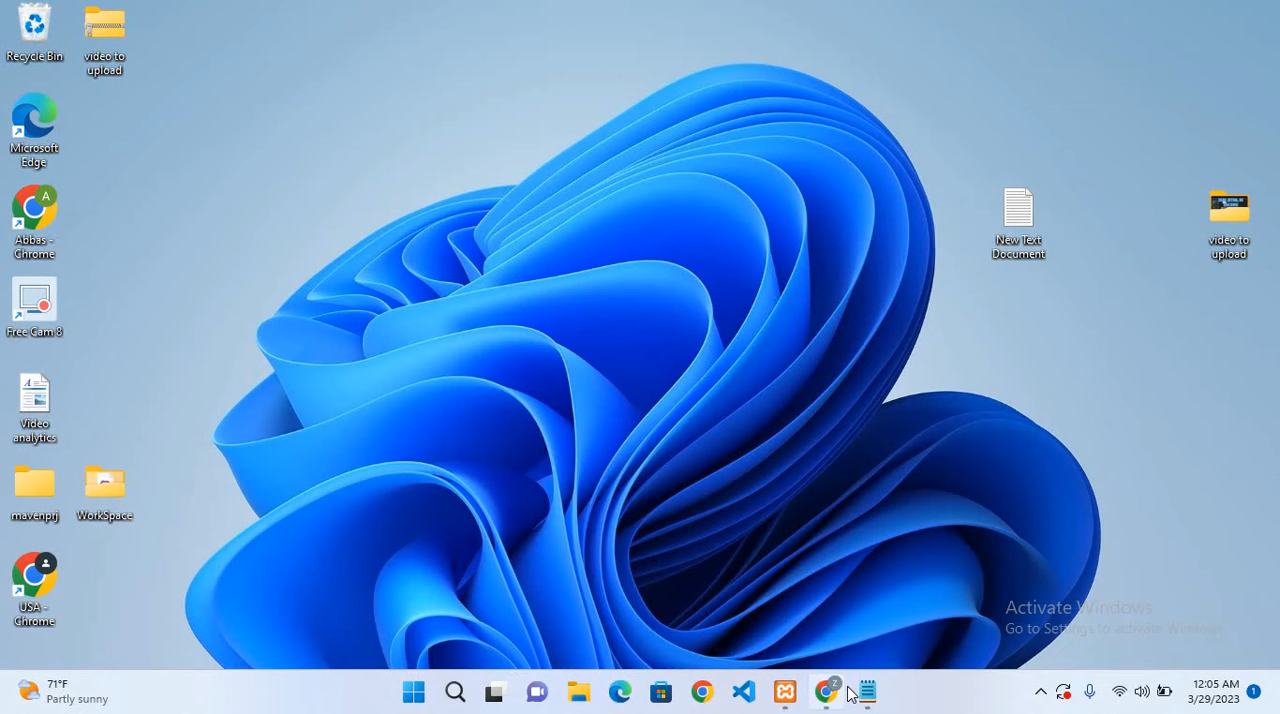 Recycle Bin
video to
upload
Microsoft
Edge
A
Abbas -
Chrome
Free Cam 8
Video
analytics
mavenprj
WorkSpace
USA -
Chrome
New Text
Document
video to
upload
Activate Windows
Go to Settings to activate Windows.
71°F
Partly sunny
Z
12:05 AM
3/29/2023
1